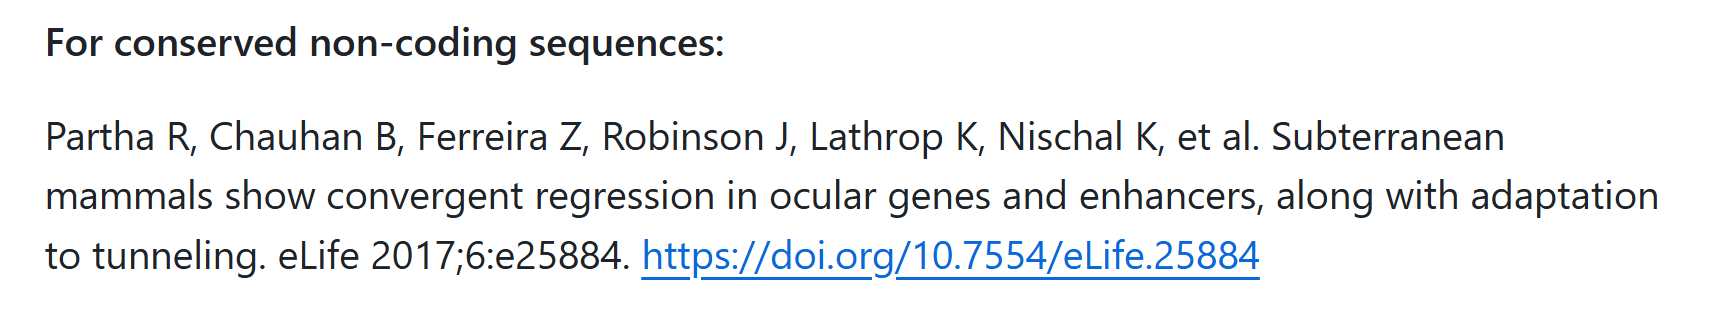 For conserved non-coding sequences:
Partha R, Chauhan B, Ferreira Z, Robinson J, Lathrop K, Nischal K, et al. Subterranean
mammals show convergent regression in ocular genes and enhancers, along with adaptation
to tunneling. eLife 2017;6:e25884. https://doi.org/10.7554/eLife.25884